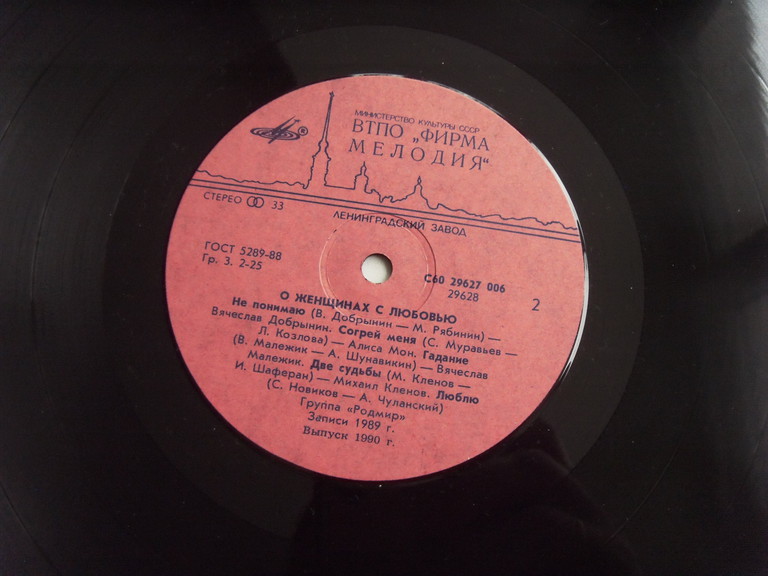 МИНИСТЕРСТВО КУЛЬТУРЫ СССР
ВТПО „ФИРМА
МЕЛОДИЯ“
®
СТЕРЕО 33
ЛЕНИНГРАДСКИЙ ЗАВОД
ГОСТ 5289-88
Гр. 3. 2-25
С60 29627 006
29628
2
О ЖЕНЩИНАХ С ЛЮБОВЬЮ
Не понимаю (В. Добрынин — М. Рябинин) —
Вячеслав Добрынин. Согрей меня (С. Муравьев —
Л. Козлова) — Алиса Мон. Гадание
(В. Малежик — А. Шунавикин) — Вячеслав
Малежик. Две судьбы (М. Кленов —
И. Шаферан) — Михаил Кленов. Люблю
(С. Новиков — А. Чуланский)
Группа «Родмир»
Записи 1989 г.
Выпуск 1990 г.